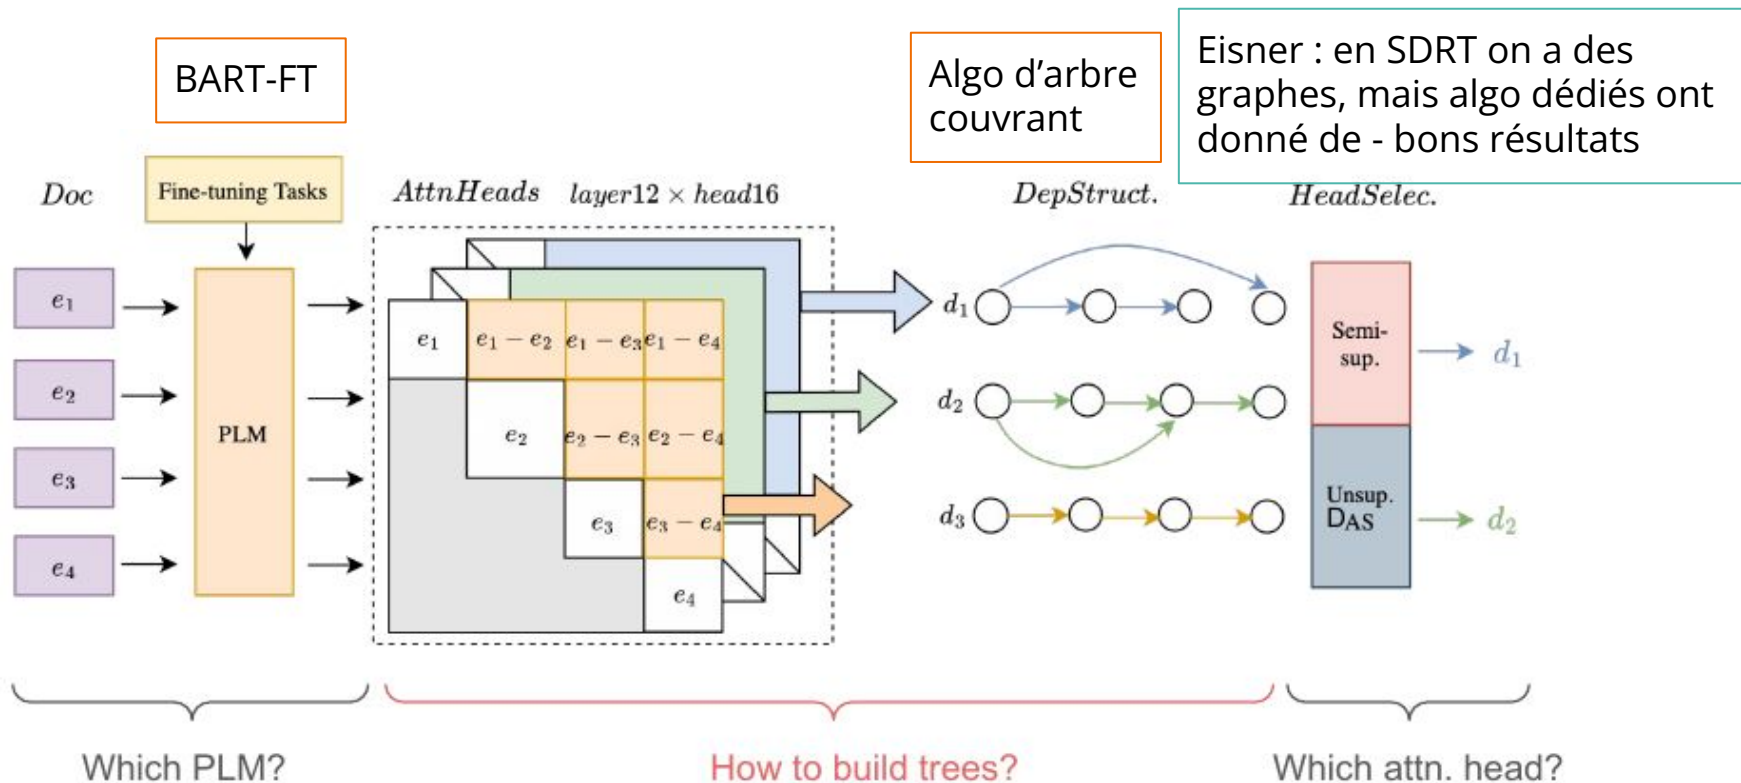 BART-FT
Algo d’arbre
couvrant
Eisner : en SDRT on a des
graphes, mais algo dédiés ont
donné de - bons résultats
Doc
Fine-tuning Tasks
AttnHeads
layer12 × head16
DepStruct.
HeadSelec.
e₁
e₂
e₃
e₄
PLM
e₁
e₁ − e₂
e₁ − e₃
e₁ − e₄
e₂
e₂ − e₃
e₂ − e₄
e₃
e₃ − e₄
e₄
d₁
d₂
d₃
Semi-
sup.
d₁
Unsup.
DAS
d₂
Which PLM?
How to build trees?
Which attn. head?